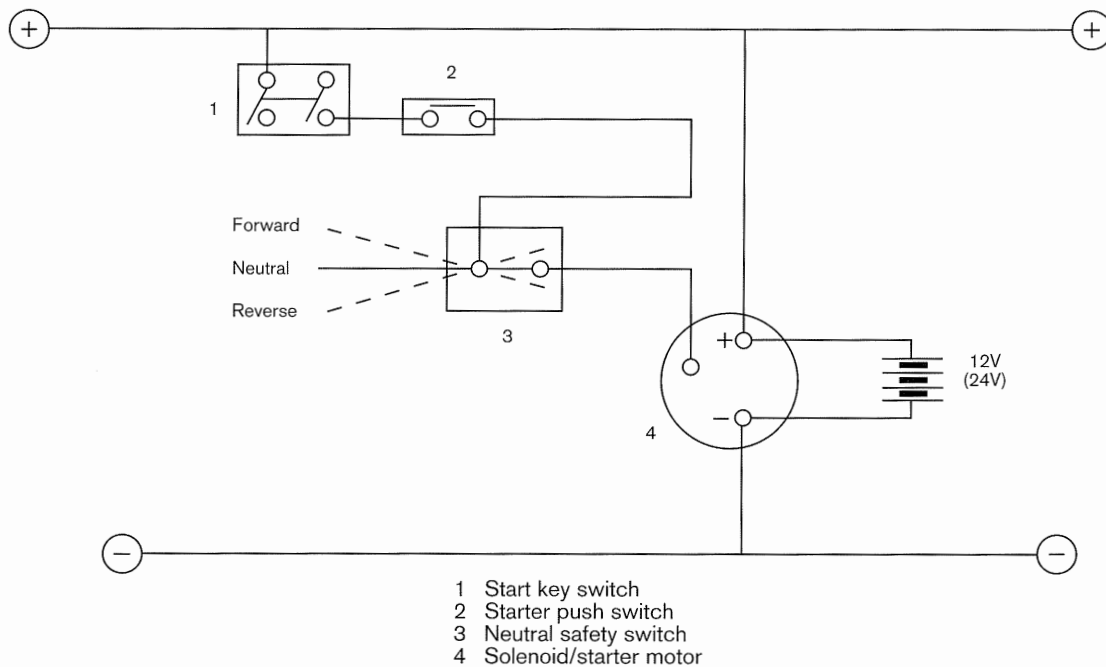 +
+
2
1
Forward
Neutral
Reverse
3
+
12V
(24V)
−
4
−
−
1 Start key switch
2 Starter push switch
3 Neutral safety switch
4 Solenoid/starter motor